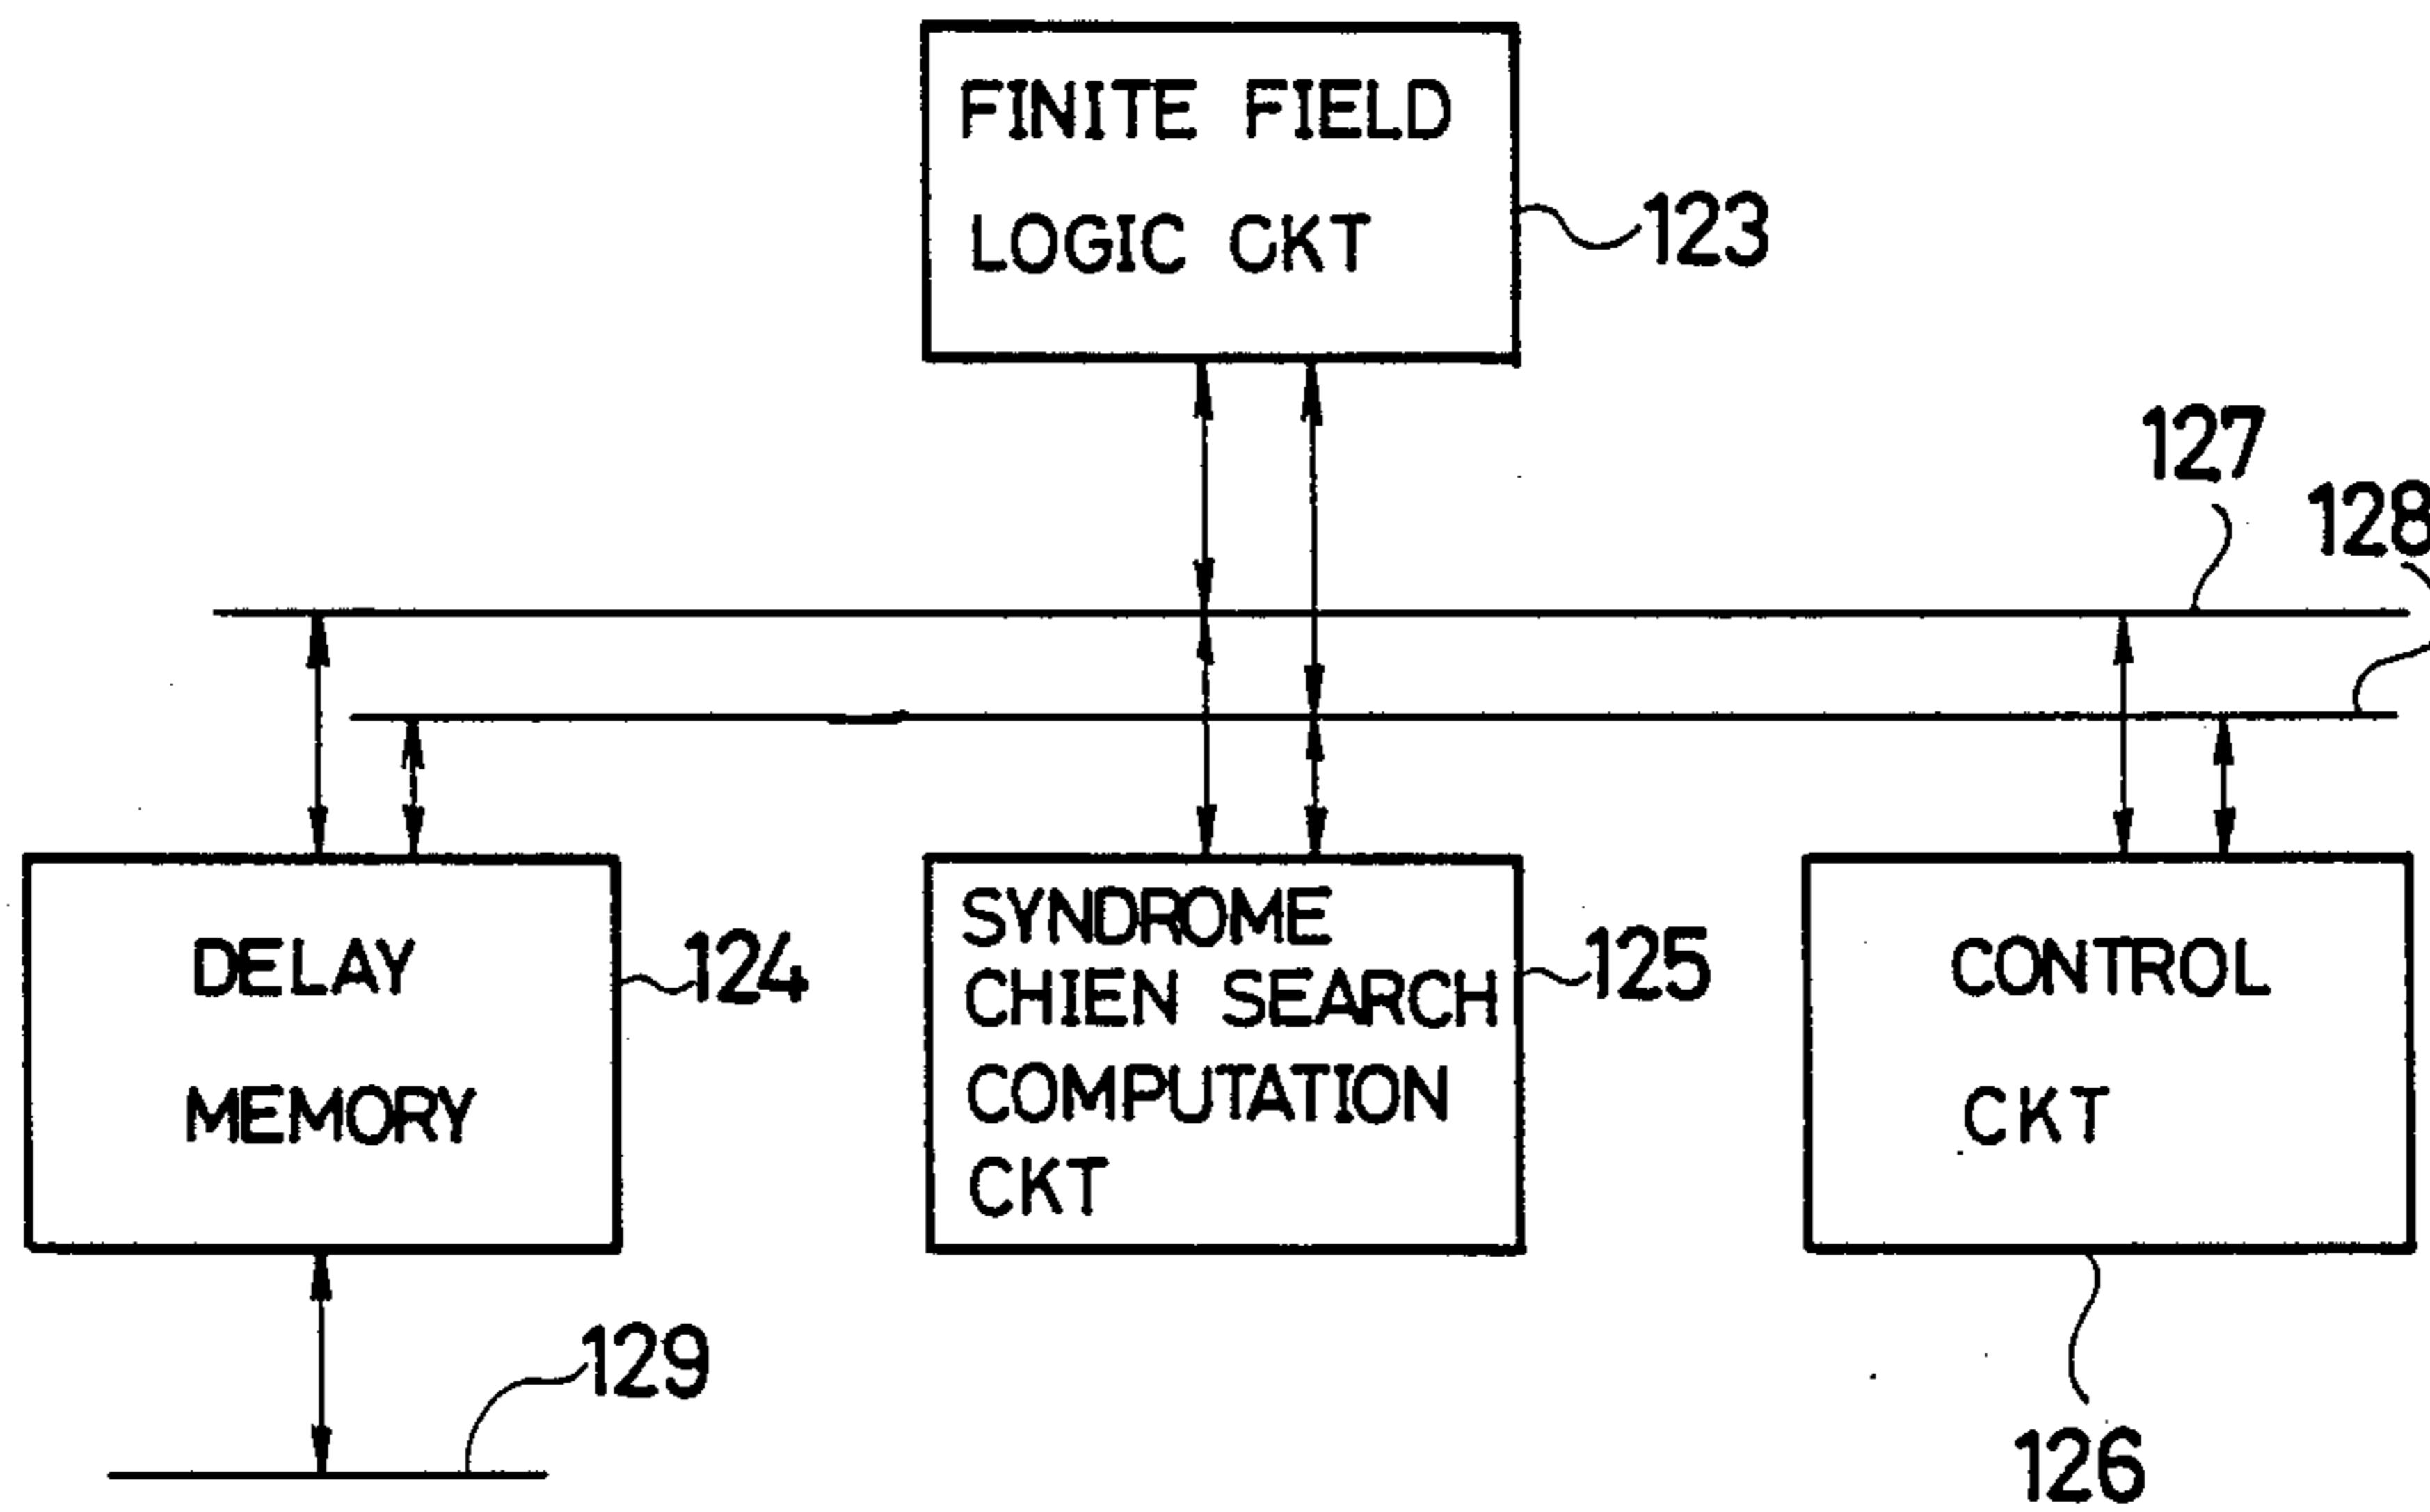 FINITE FIELD
LOGIC CKT
123
127
128
DELAY
MEMORY
124
SYNDROME
CHIEN SEARCH
COMPUTATION
CKT
125
CONTROL
CKT
129
126